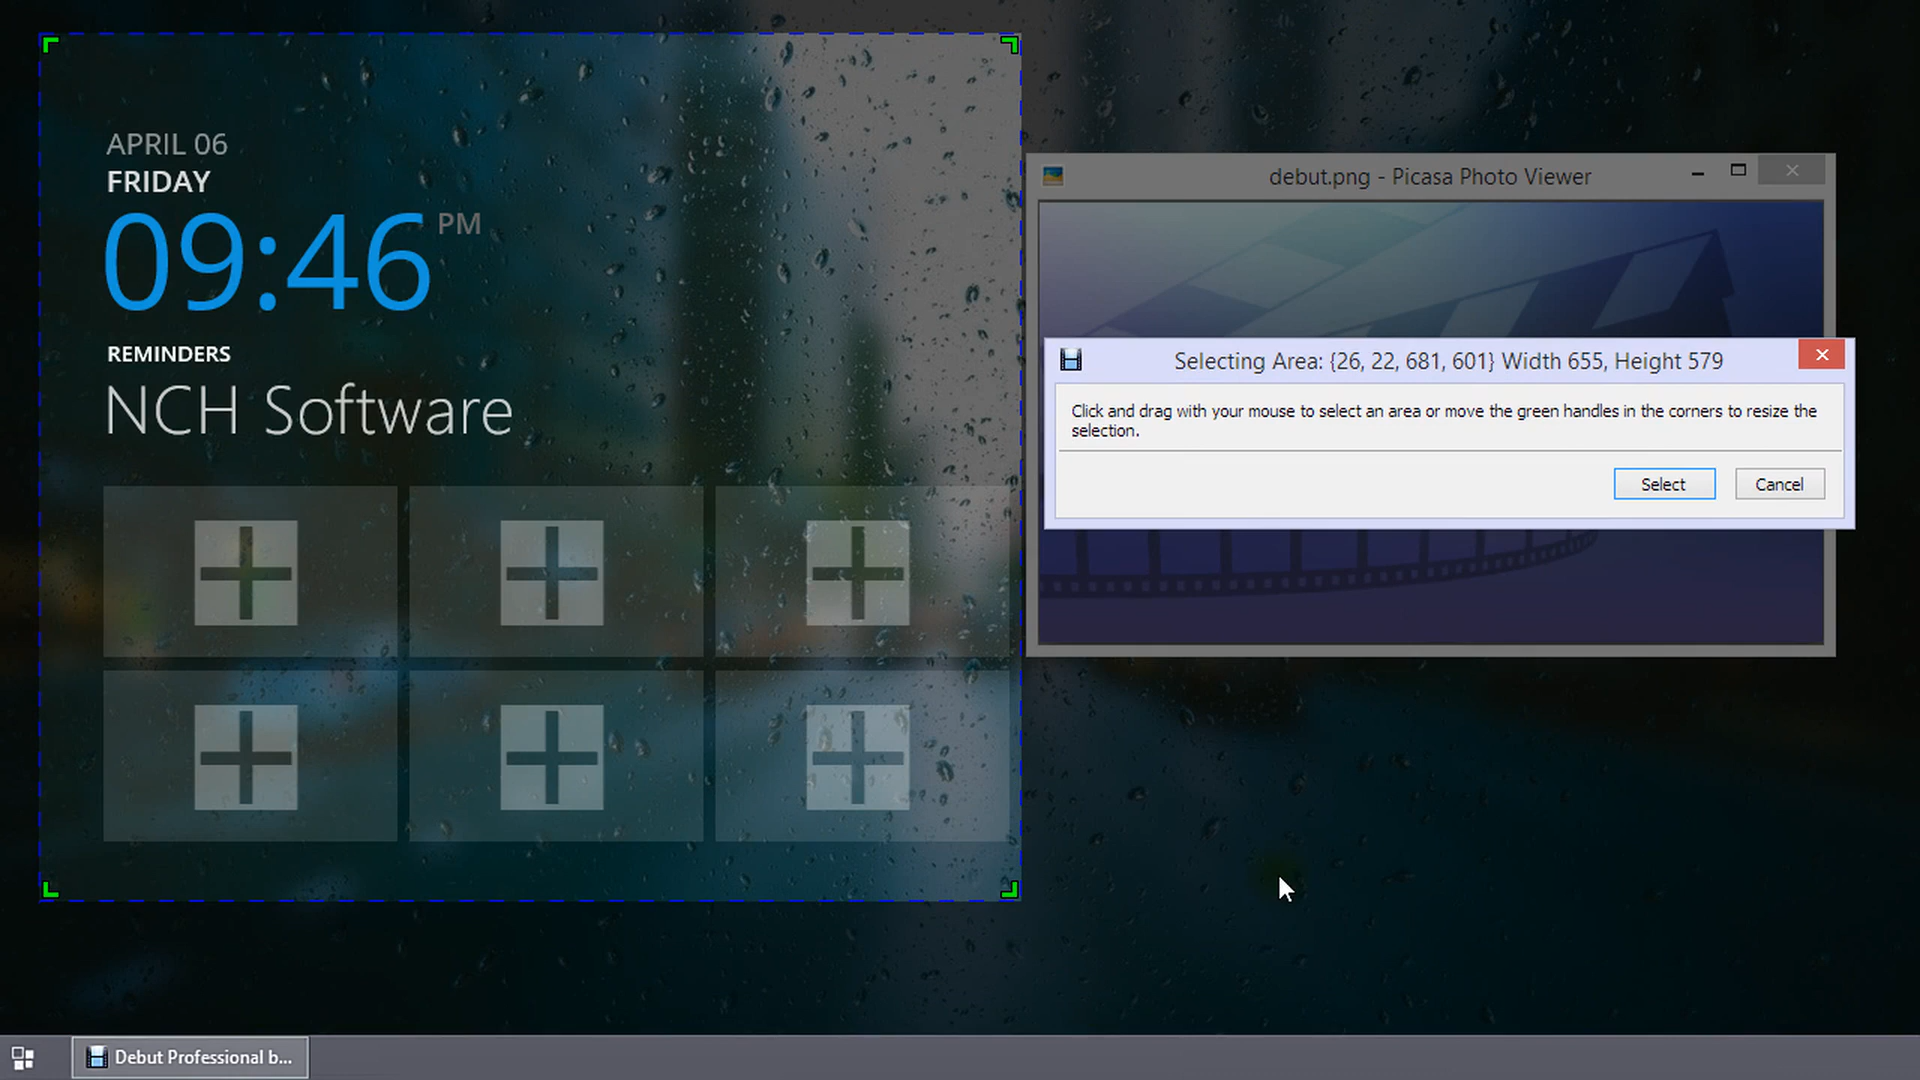 APRIL 06
FRIDAY
09:46 PM
REMINDERS
NCH Software
debut.png - Picasa Photo Viewer
Selecting Area: {26, 22, 681, 601} Width 655, Height 579
Click and drag with your mouse to select an area or move the green handles in the corners to resize the
selection.
Select Cancel
Debut Professional b...